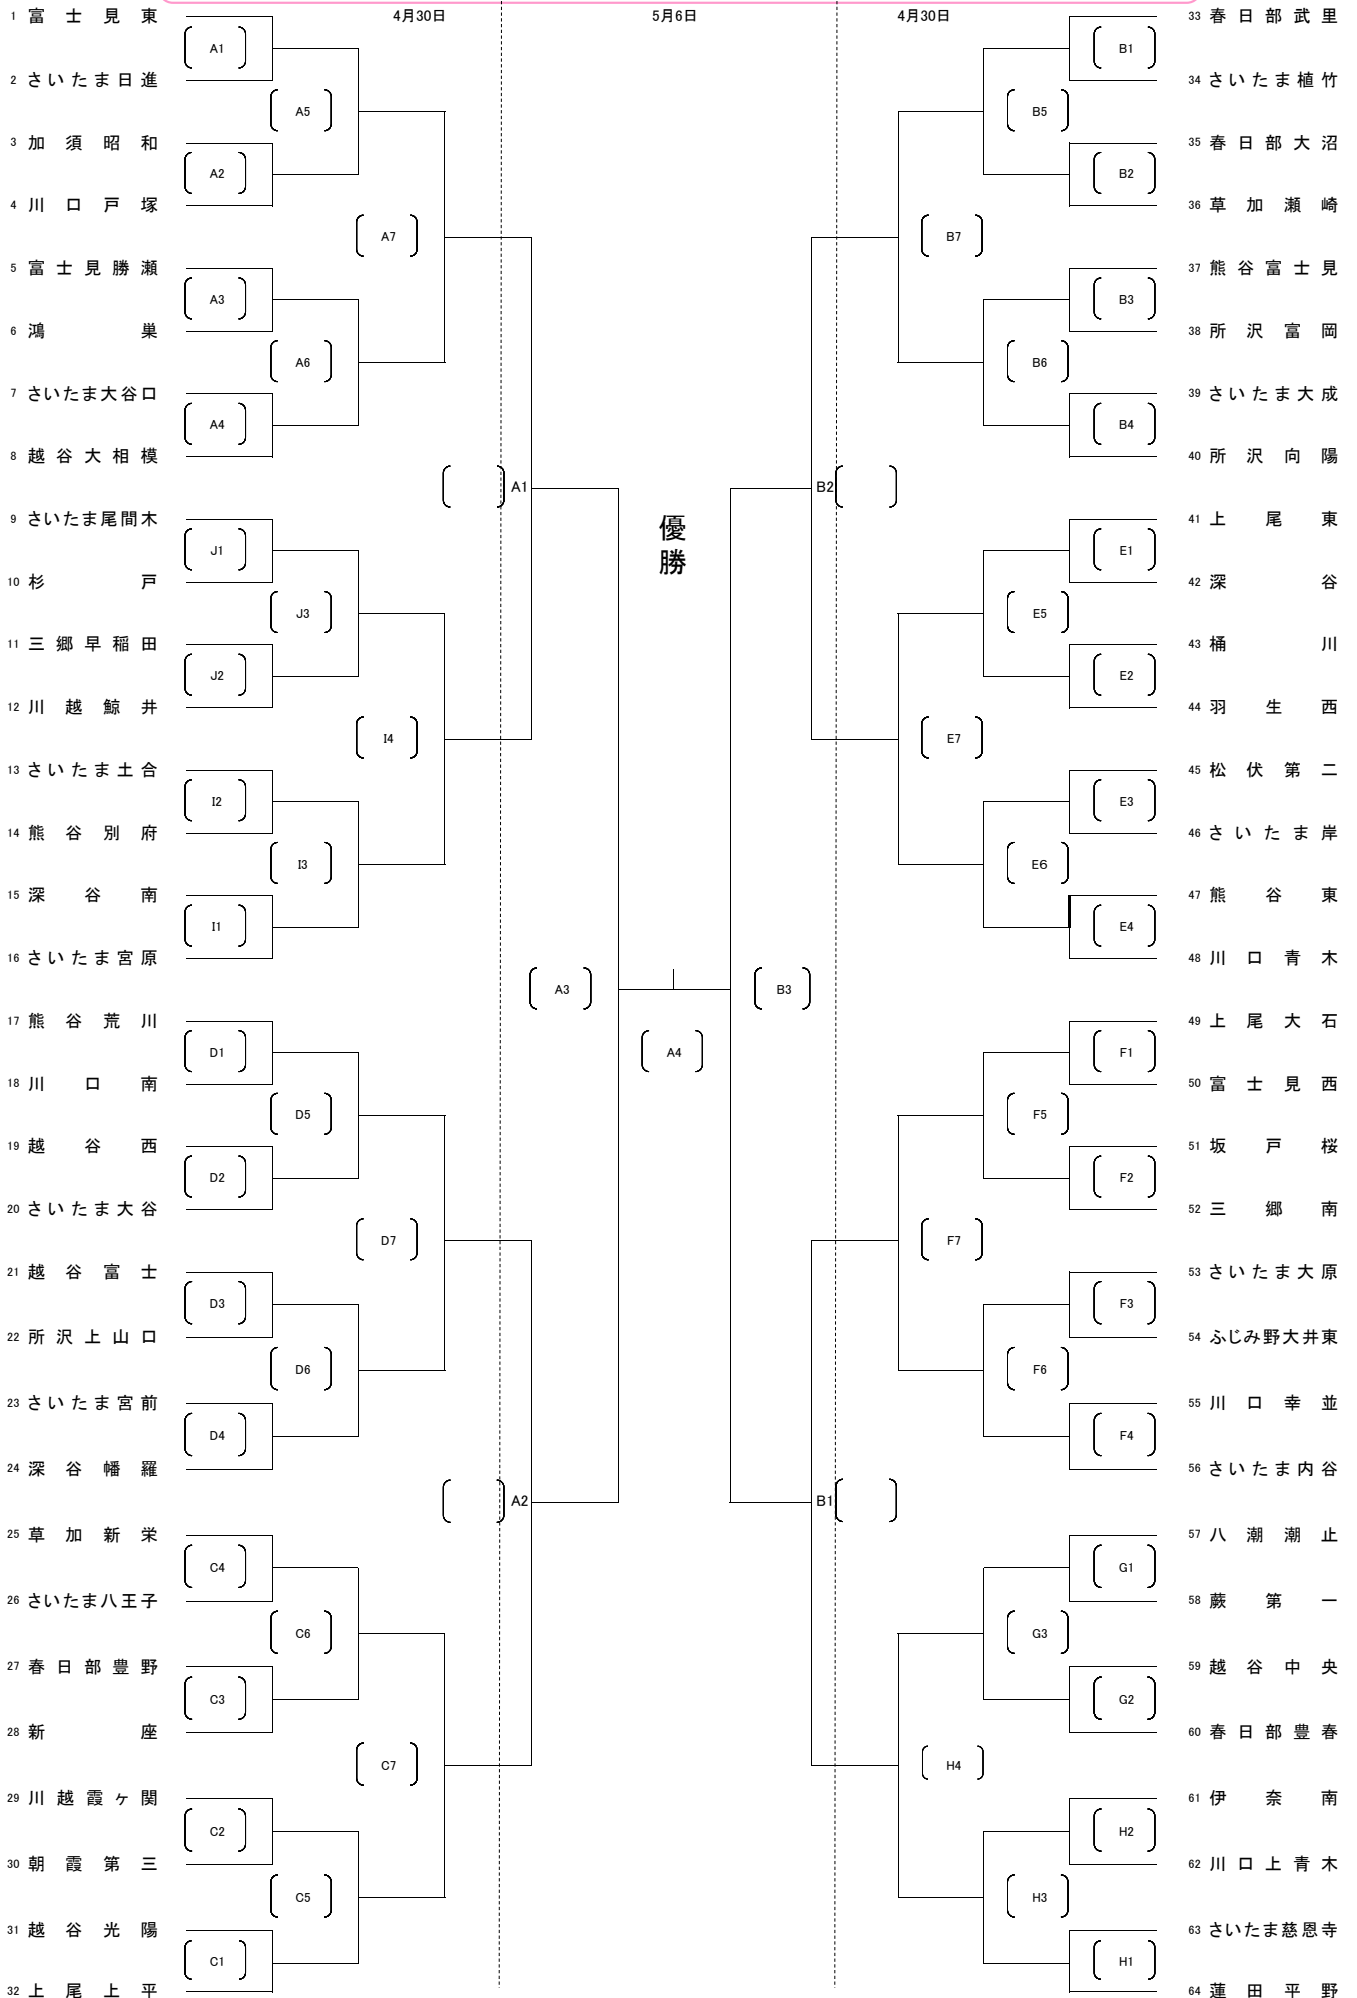 4月30日 5月6日 4月30日
1 富士見東
A1
2 さいたま日進
A5
3 加須昭和
A2
4 川口戸塚
A7
5 富士見勝瀬
A3
6 鴻巣
A6
7 さいたま大谷口
A4
8 越谷大相模
A1
9 さいたま尾間木
J1
10 杉戸
J3
11 三郷早稲田
J2
12 川越鯨井
I4
13 さいたま土合
I2
14 熊谷別府
I3
15 深谷南
I1
16 さいたま宮原
A3
17 熊谷荒川
D1
18 川口南
D5
19 越谷西
D2
20 さいたま大谷
D7
21 越谷富士
D3
22 所沢上山口
D6
23 さいたま宮前
D4
24 深谷幡羅
A2
25 草加新栄
C4
26 さいたま八王子
C6
27 春日部豊野
C3
28 新座
C7
29 川越霞ヶ関
C2
30 朝霞第三
C5
31 越谷光陽
C1
32 上尾上平
優勝
A4
33 春日部武里
B1
34 さいたま植竹
B5
35 春日部大沼
B2
36 草加瀬崎
B7
37 熊谷富士見
B3
38 所沢富岡
B6
39 さいたま大成
B4
40 所沢向陽
B2
41 上尾東
E1
42 深谷
E5
43 桶川
E2
44 羽生西
E7
45 松伏第二
E3
46 さいたま岸
E6
47 熊谷東
E4
48 川口青木
B3
49 上尾大石
F1
50 富士見西
F5
51 坂戸桜
F2
52 三郷南
F7
53 さいたま大原
F3
54 ふじみ野大井東
F6
55 川口幸並
F4
56 さいたま内谷
B1
57 八潮潮止
G1
58 蕨第一
G3
59 越谷中央
G2
60 春日部豊春
H4
61 伊奈南
H2
62 川口上青木
H3
63 さいたま慈恩寺
H1
64 蓮田平野